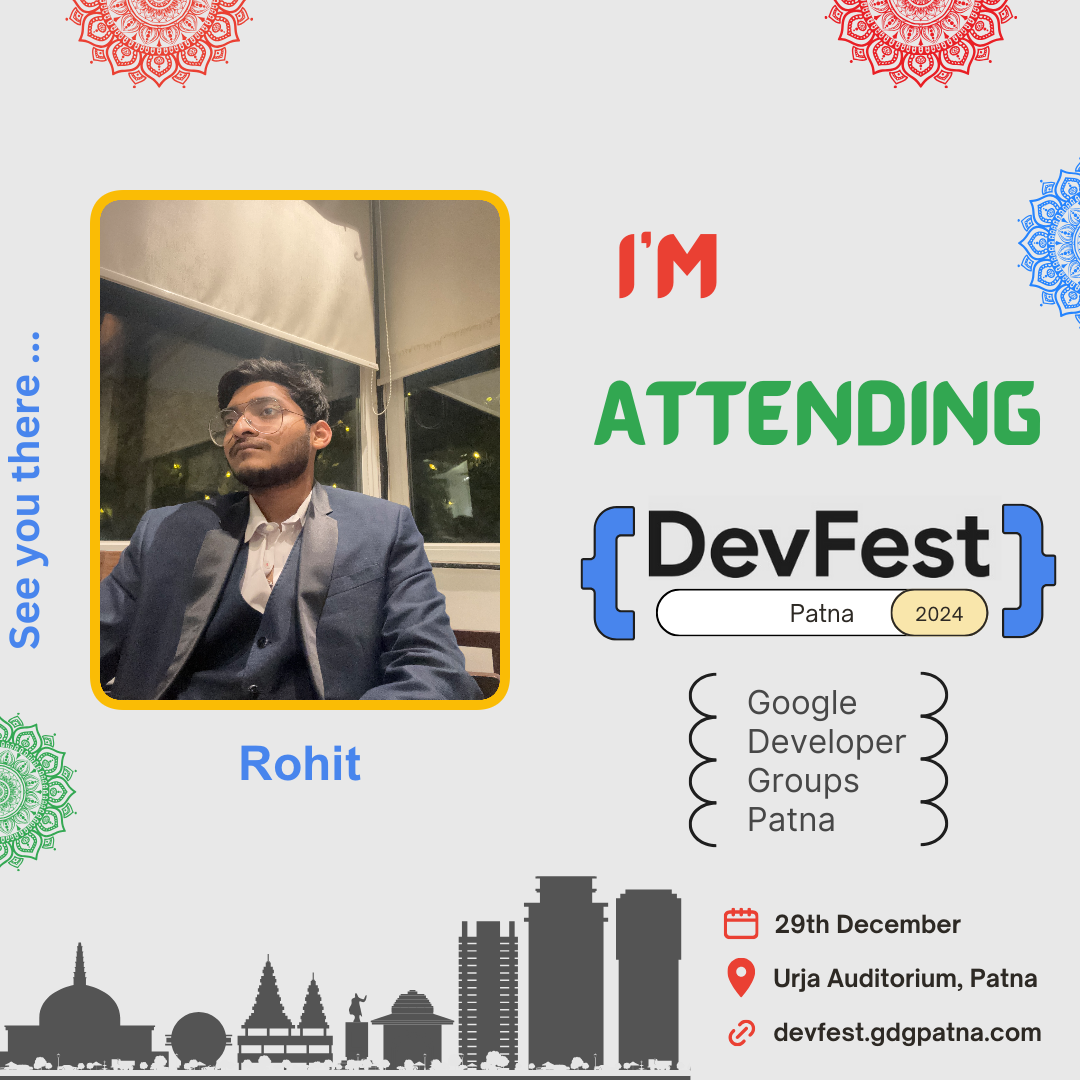 See you there ...
Rohit
I'M
ATTENDING
DevFest
Patna 2024
Google
Developer
Groups
Patna
29th December
Urja Auditorium, Patna
devfest.gdgpatna.com